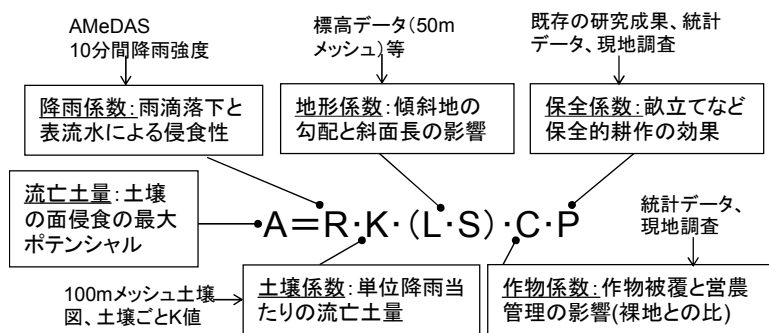 AMeDAS
10分間降雨強度
標高データ(50m
メッシュ)等
既存の研究成果、統計
データ、現地調査
降雨係数:雨滴落下と
表流水による侵食性
地形係数:傾斜地の
勾配と斜面長の影響
保全係数:畝立てなど
保全的耕作の効果
流亡土量:土壌
の面侵食の最大
ポテンシャル
A=R·K·(L·S)·C·P
統計データ、
現地調査
100mメッシュ土壌
図、土壌ごとK値
土壌係数:単位降雨当
たりの流亡土量
作物係数:作物被覆と営農
管理の影響(裸地との比)